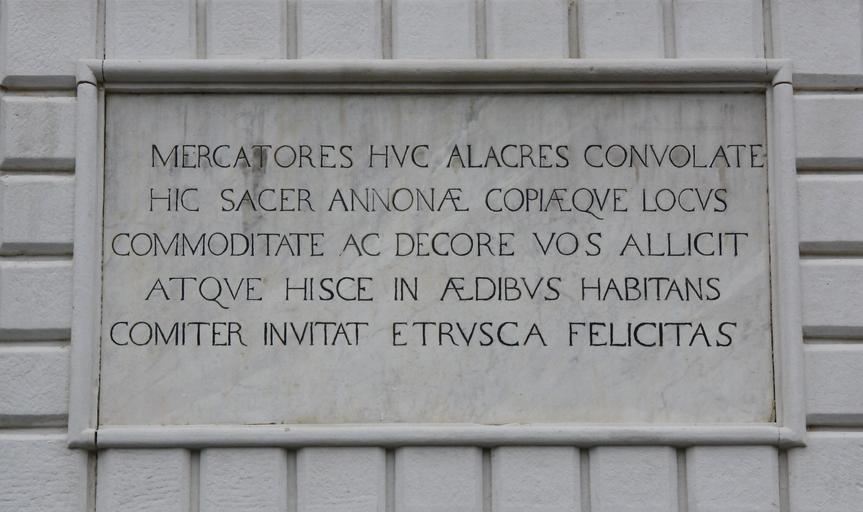 MERCATORES HVC ALACRES CONVOLATE
HIC SACER ANNONÆ COPIÆQVE LOCVS
COMMODITATE AC DECORE VOS ALLICIT
ATQVE HISCE IN ÆDIBVS HABITANS
COMITER INVITAT ETRVSCA FELICITAS